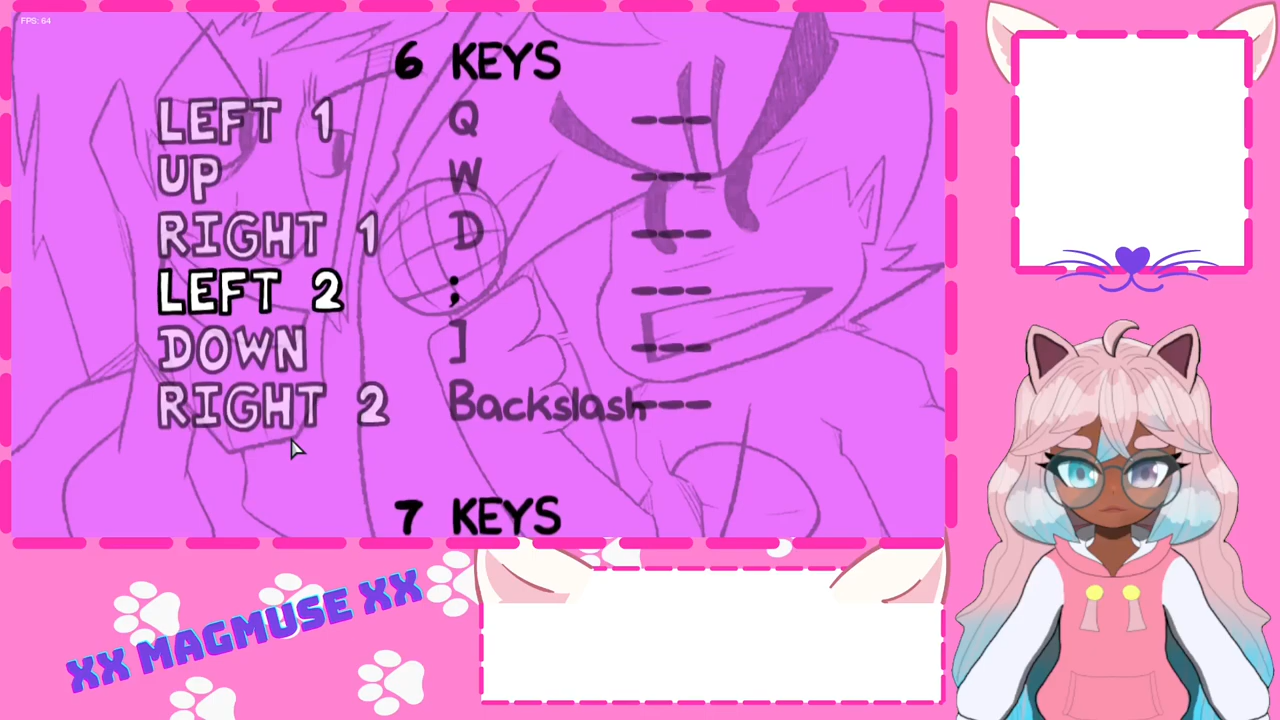 FPS: 64
6 KEYS
LEFT 1 Q ---
UP W ---
RIGHT 1 D ---
LEFT 2 ; ---
DOWN ] ---
RIGHT 2 Backslash ---
7 KEYS
XX MAGMUSE XX